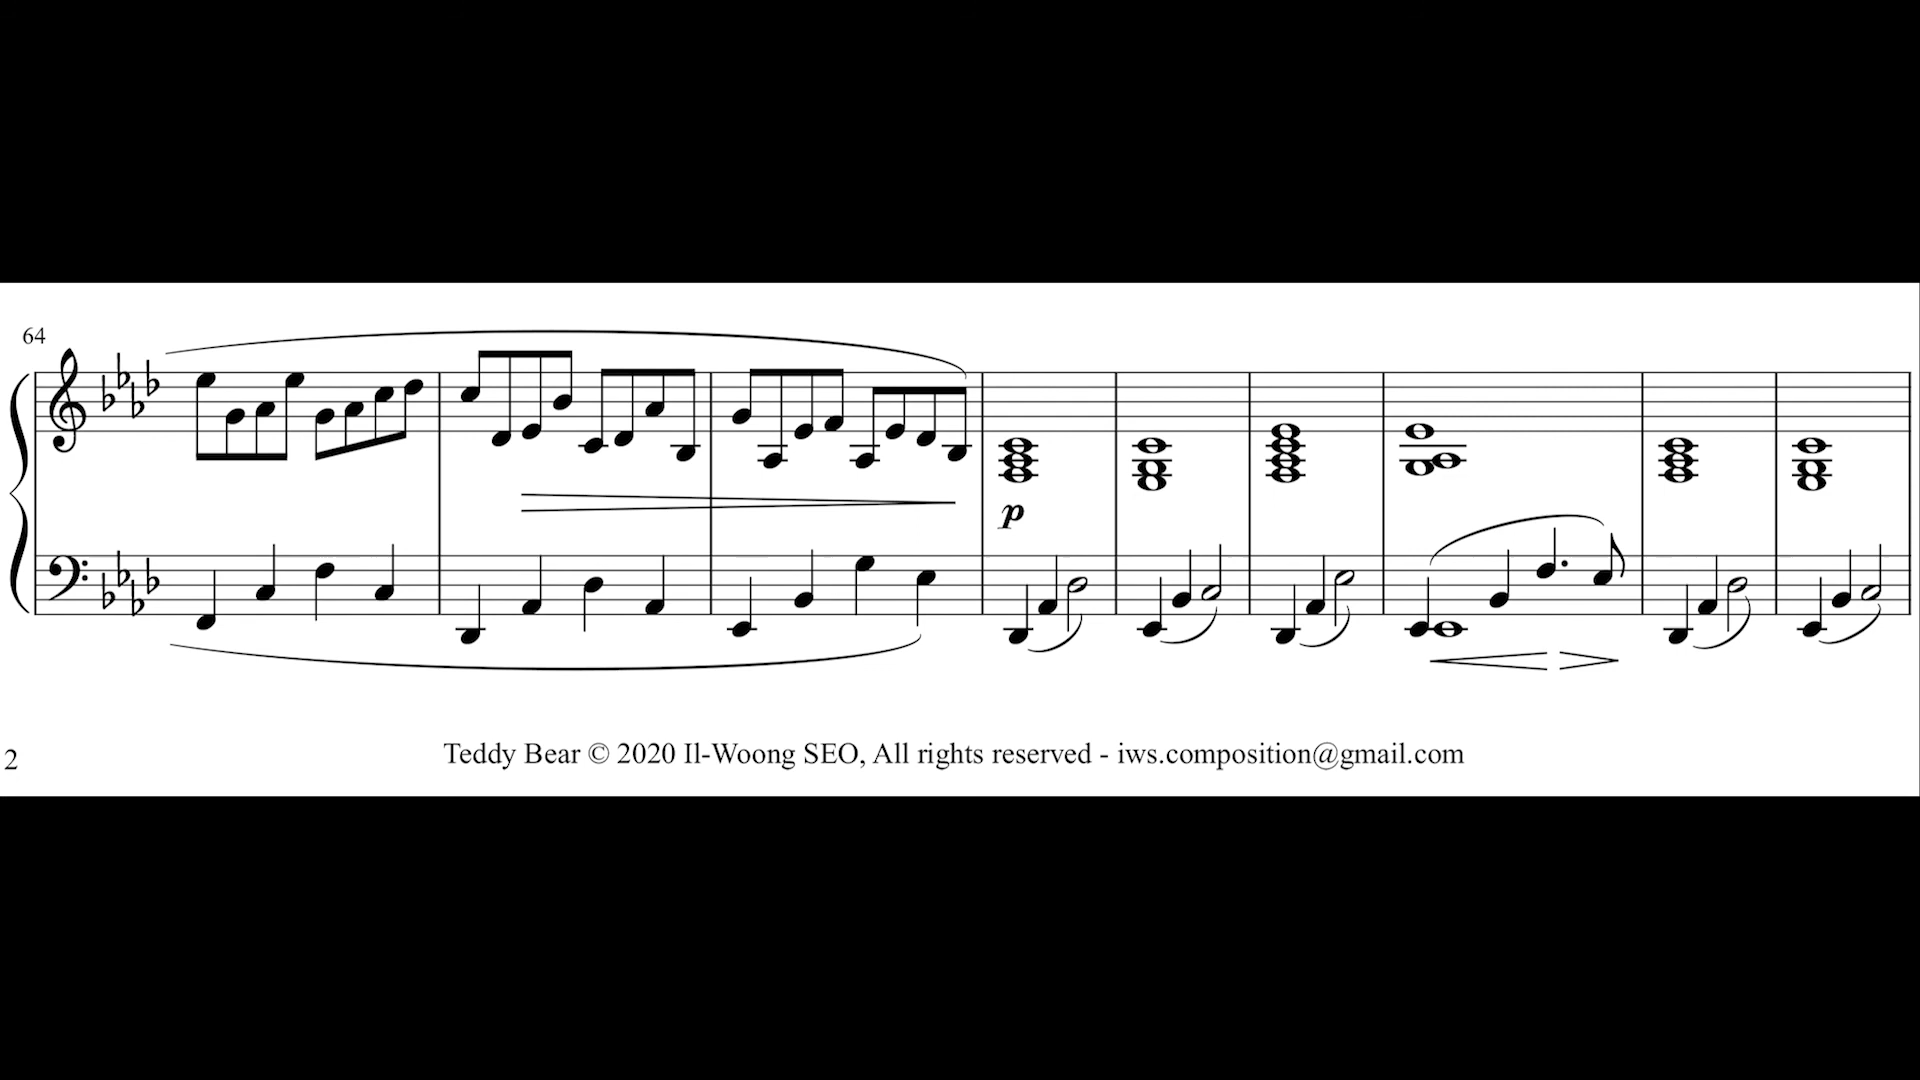 64
p
2
Teddy Bear © 2020 Il-Woong SEO, All rights reserved - iws.composition@gmail.com